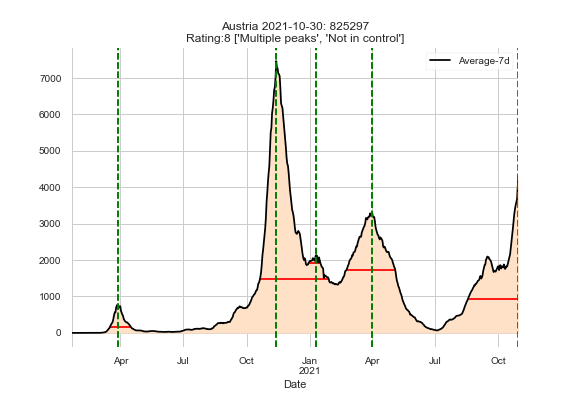 Austria 2021-10-30: 825297
Rating:8 ['Multiple peaks', 'Not in control']
Average-7d
7000
6000
5000
4000
3000
2000
1000
0
Apr Jul Oct Jan Apr Jul Oct
2021
Date